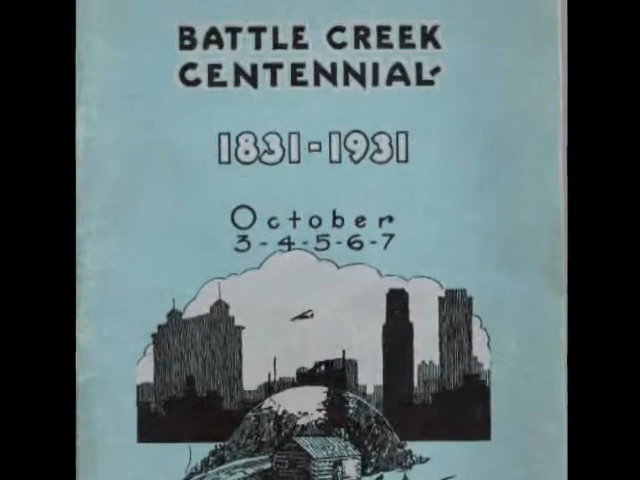 BATTLE CREEK
CENTENNIAL
1831-1931
October
3-4-5-6-7